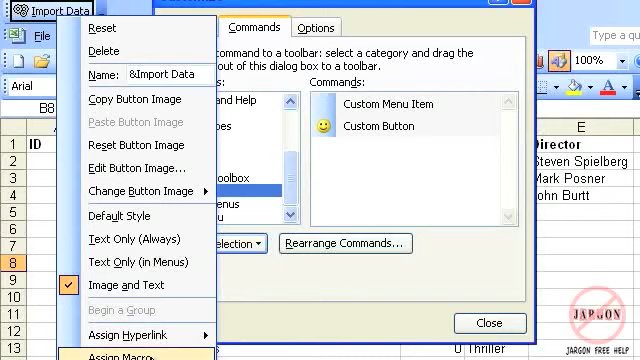 Import Data
Reset
Delete
Name: &Import Data
Copy Button Image
Paste Button Image
Reset Button Image
Edit Button Image...
Change Button Image
Default Style
Text Only (Always)
Text Only (in Menus)
Image and Text
Begin a Group
Assign Hyperlink
Assign Macro...
Commands
Options
command to a toolbar: select a category and drag the
out of this dialog box to a toolbar.
Commands:
and Help
Custom Menu Item
Custom Button
Rearrange Commands...
Close
File
Type a qu
100%
Arial
B8
E
1
ID
Director
2
Steven Spielberg
3
Mark Posner
4
John Burtt
5
6
7
8
9
10
11
12
13
Thriller
JARGON
JARGON FREE HELP